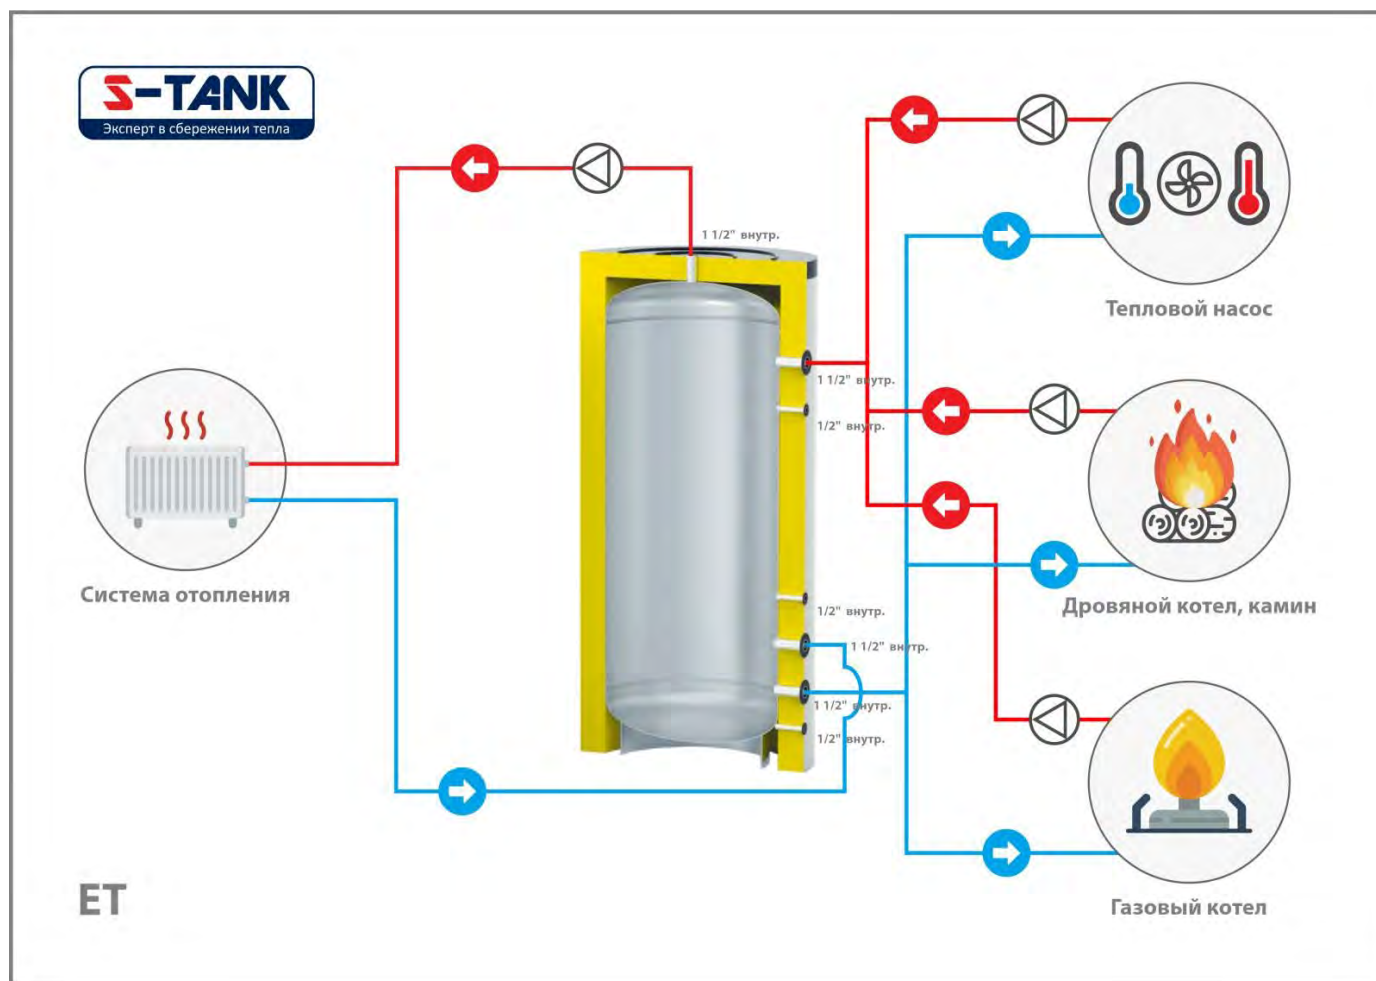 S-TANK
Эксперт в сбережении тепла
1 1/2" внутр.
Тепловой насос
1 1/2" внутр.
1/2" внутр.
Система отопления
Дровяной котел, камин
1/2" внутр.
1 1/2" внутр.
1 1/2" внутр.
1/2" внутр.
ET
Газовый котел